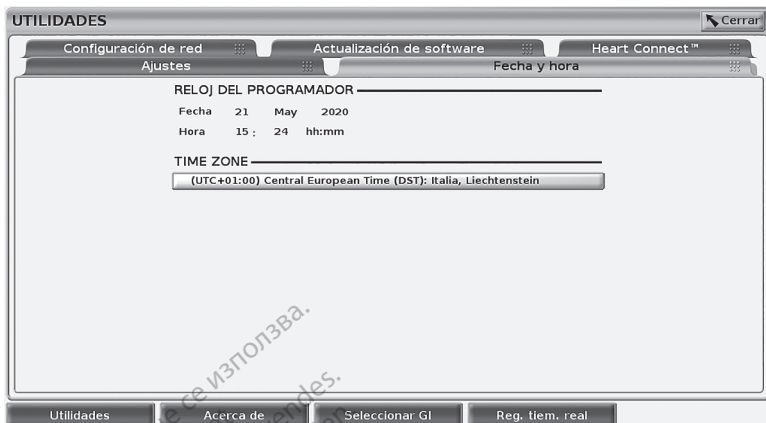 UTILIDADES
Cerrar
Configuración de red
Actualización de software
Heart Connect™
Ajustes
Fecha y hora
RELOJ DEL PROGRAMADOR
Fecha 21 May 2020
Hora 15 : 24 hh:mm
TIME ZONE
(UTC+01:00) Central European Time (DST): Italia, Liechtenstein
се използва.
Utilidades
Acerca de
Seleccionar GI
Reg. tiem. real